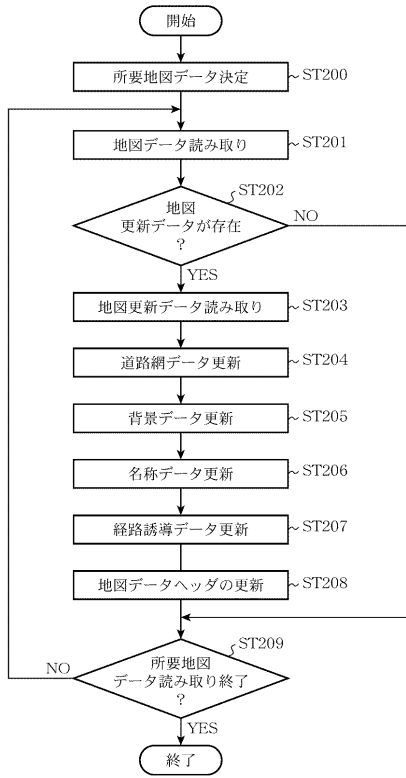 開始
所要地図データ決定
ST200
地図データ読み取り
ST201
ST202
地図
更新データが存在
?
NO
YES
地図更新データ読み取り
ST203
道路網データ更新
ST204
背景データ更新
ST205
名称データ更新
ST206
経路誘導データ更新
ST207
地図データヘッダの更新
ST208
ST209
所要地図
データ読み取り終了
?
NO
YES
終了